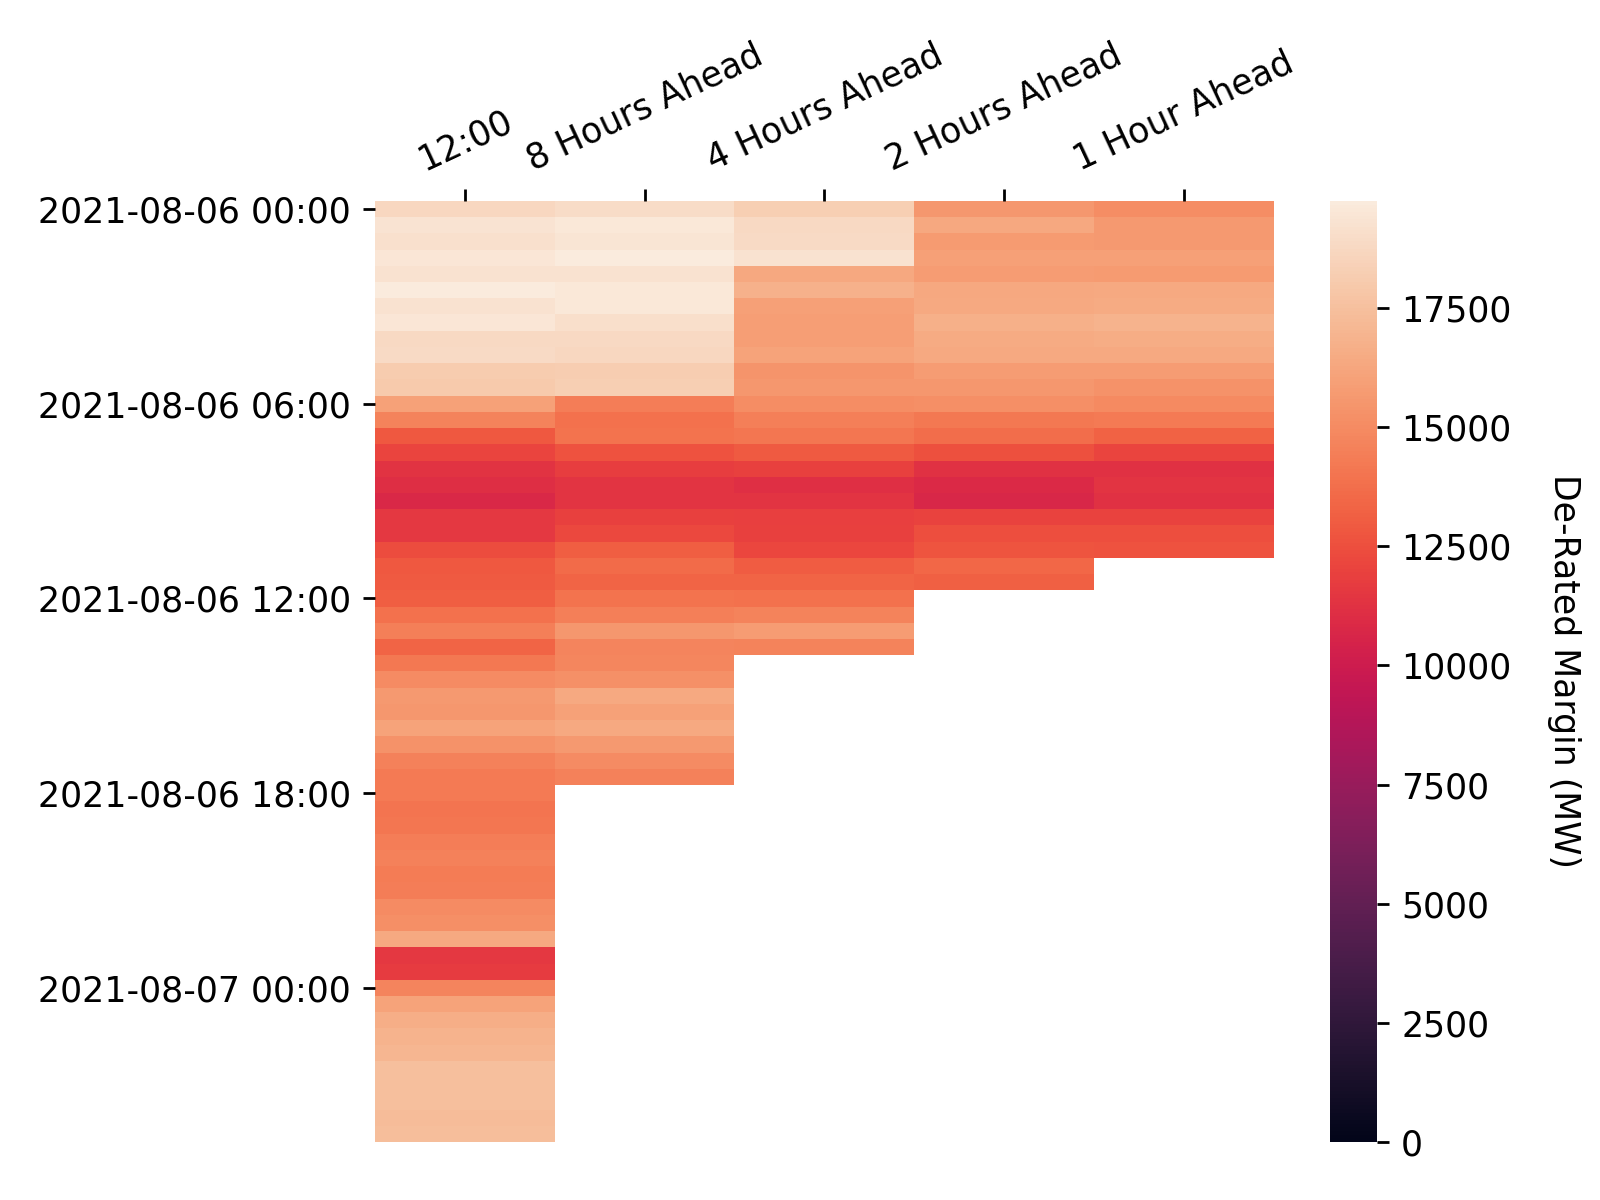 12:00
8 Hours Ahead
4 Hours Ahead
2 Hours Ahead
1 Hour Ahead
2021-08-06 00:00
2021-08-06 06:00
2021-08-06 12:00
2021-08-06 18:00
2021-08-07 00:00
17500
15000
12500
10000
7500
5000
2500
0
De-Rated Margin (MW)